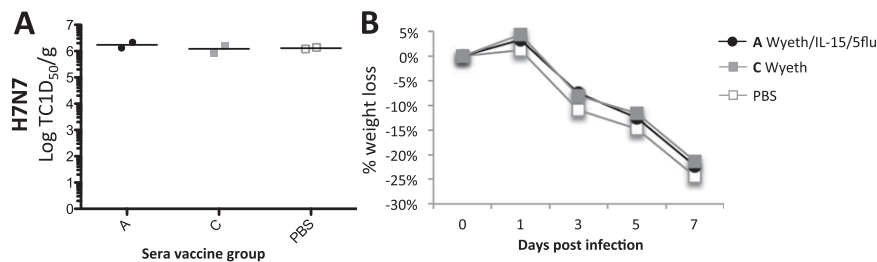 A
H7N7
Log TC1D50/g
7
6
5
4
3
2
1
0
A
C
PBS
Sera vaccine group
B
% weight loss
5%
0%
-5%
-10%
-15%
-20%
-25%
-30%
0 1 3 5 7
Days post infection
A Wyeth/IL-15/5flu
C Wyeth
PBS